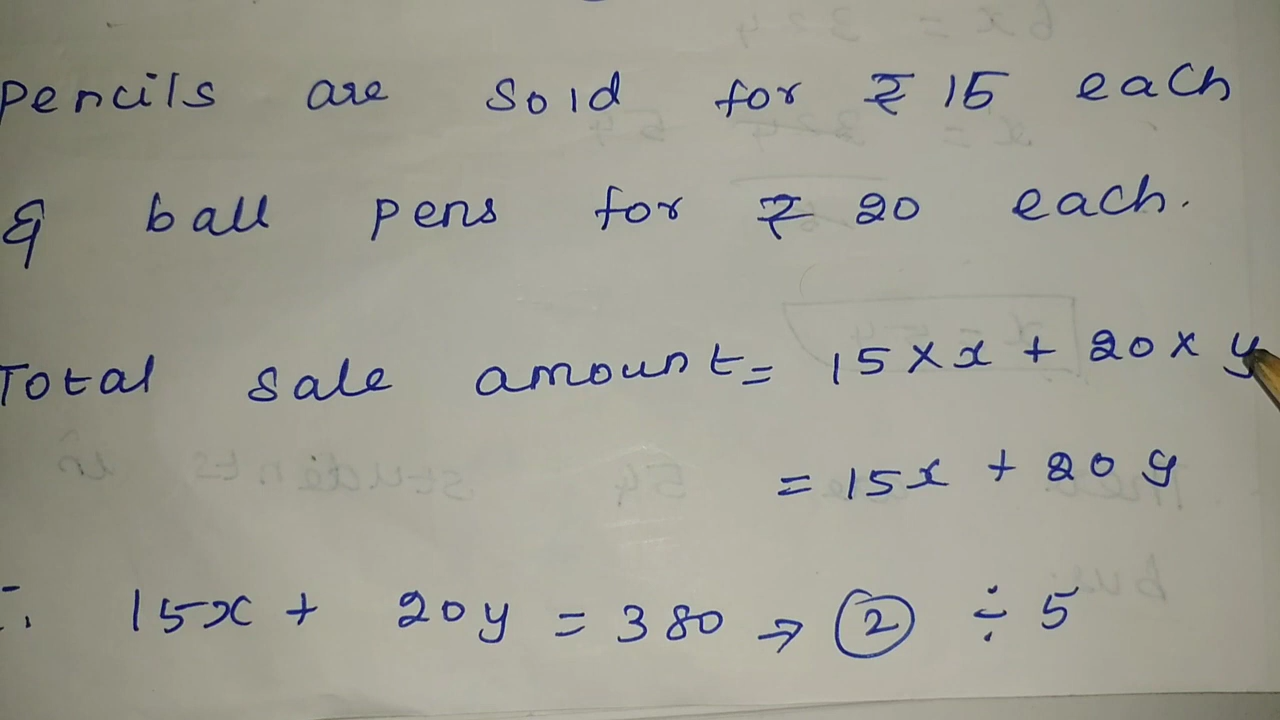 pencils are sold for ₹ 15 each
& ball pens for ₹ 20 each.
Total sale amount = 15 × x + 20 × y
= 15x + 20y
∴ 15x + 20y = 380 → ② ÷ 5